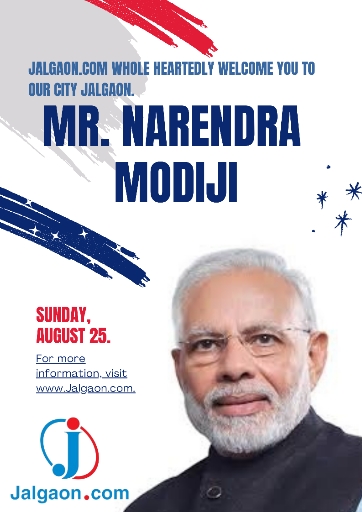 JALGAON.COM WHOLE HEARTEDLY WELCOME YOU TO
OUR CITY JALGAON.
MR. NARENDRA
MODIJI
SUNDAY,
AUGUST 25.
For more
information, visit
www.Jalgaon.com.
Jalgaon.com